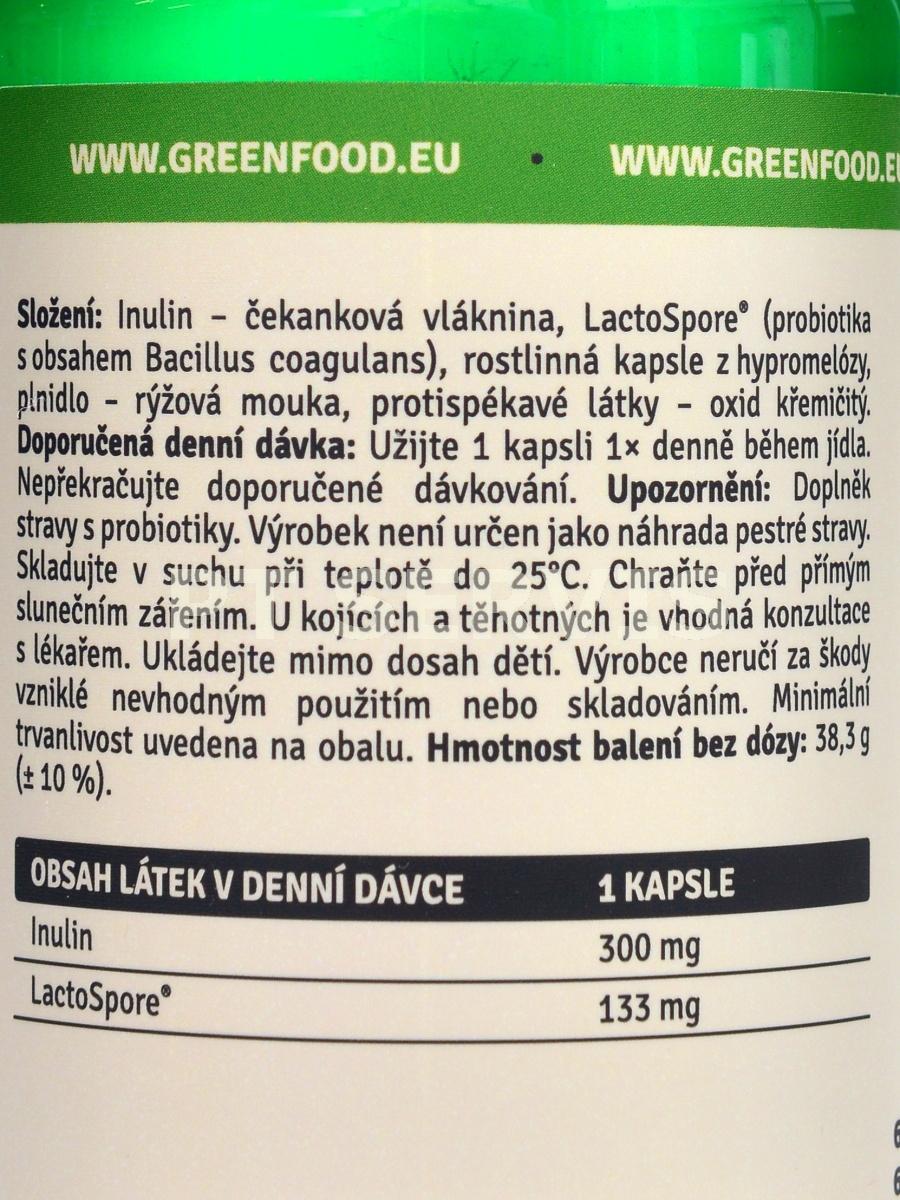 WWW.GREENFOOD.EU • WWW.GREENFOOD.EU
Složení: Inulin – čekanková vláknina, LactoSpore® (probiotika
s obsahem Bacillus coagulans), rostlinná kapsle z hypromelózy,
plnidlo – rýžová mouka, protispékavé látky – oxid křemičitý.
Doporučená denní dávka: Užijte 1 kapsli 1× denně během jídla.
Nepřekračujte doporučené dávkování. Upozornění: Doplněk
stravy s probiotiky. Výrobek není určen jako náhrada pestré stravy.
Skladujte v suchu při teplotě do 25°C. Chraňte před přímým
slunečním zářením. U kojících a těhotných je vhodná konzultace
s lékařem. Ukládejte mimo dosah dětí. Výrobce neručí za škody
vzniklé nevhodným použitím nebo skladováním. Minimální
trvanlivost uvedena na obalu. Hmotnost balení bez dózy: 38,3 g
(± 10 %).
OBSAH LÁTEK V DENNÍ DÁVCE 1 KAPSLE
Inulin 300 mg
LactoSpore® 133 mg